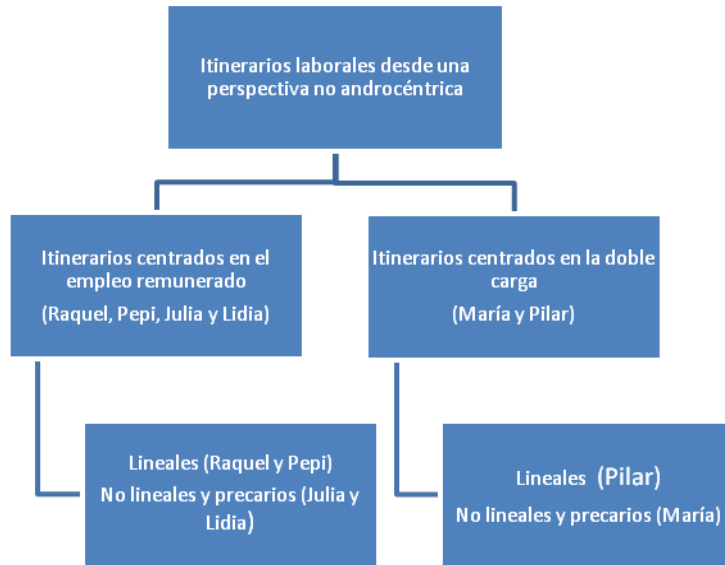 Itinerarios laborales desde una
perspectiva no androcéntrica
Itinerarios centrados en el
empleo remunerado
(Raquel, Pepi, Julia y Lidia)
Itinerarios centrados en la doble
carga
(María y Pilar)
Lineales (Raquel y Pepi)
No lineales y precarios (Julia y
Lidia)
Lineales (Pilar)
No lineales y precarios (María)